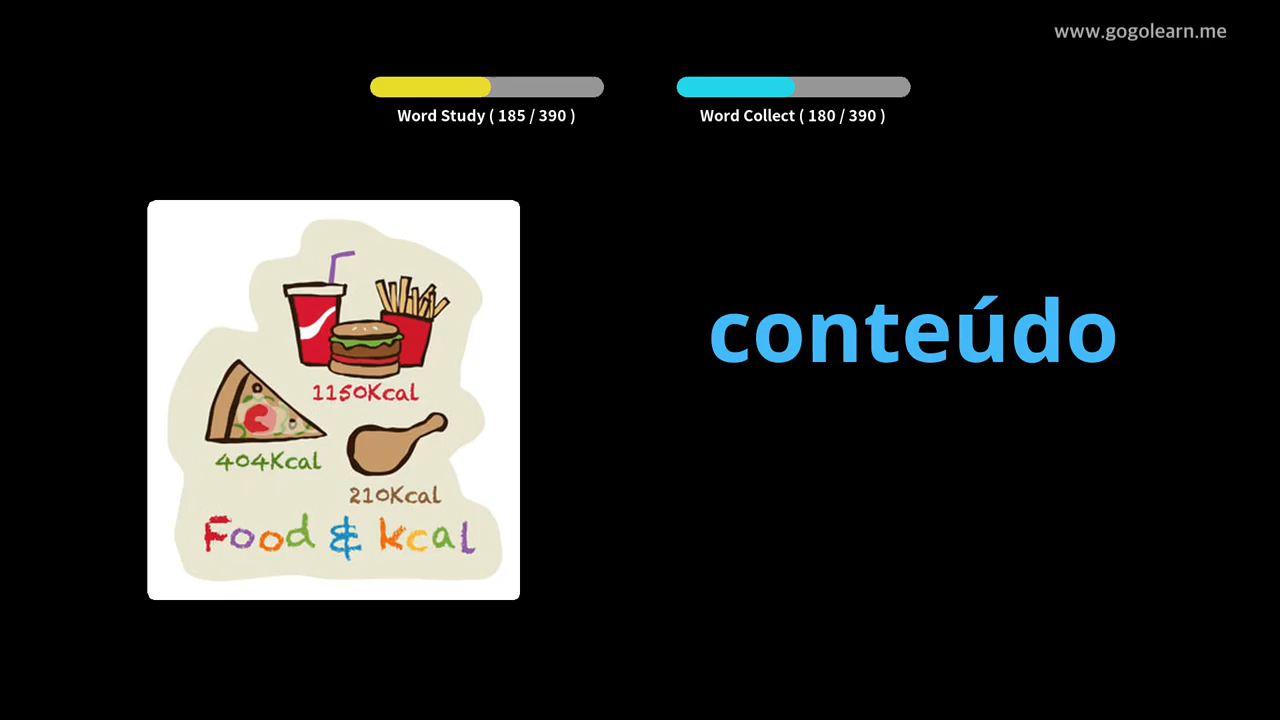 www.gogolearn.me
Word Study ( 185 / 390 )
Word Collect ( 180 / 390 )
conteúdo
1150Kcal
404Kcal
210Kcal
Food & kcal